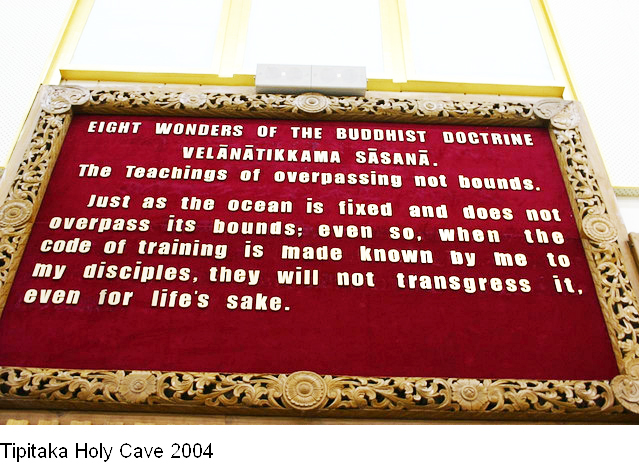 EIGHT WONDERS OF THE BUDDHIST DOCTRINE
VELĀNĀTIKKAMA SĀSANĀ.
The Teachings of overpassing not bounds.
Just as the ocean is fixed and does not
overpass its bounds; even so, when the
code of training is made known by me to
my disciples, they will not transgress it,
even for life's sake.
Tipitaka Holy Cave 2004